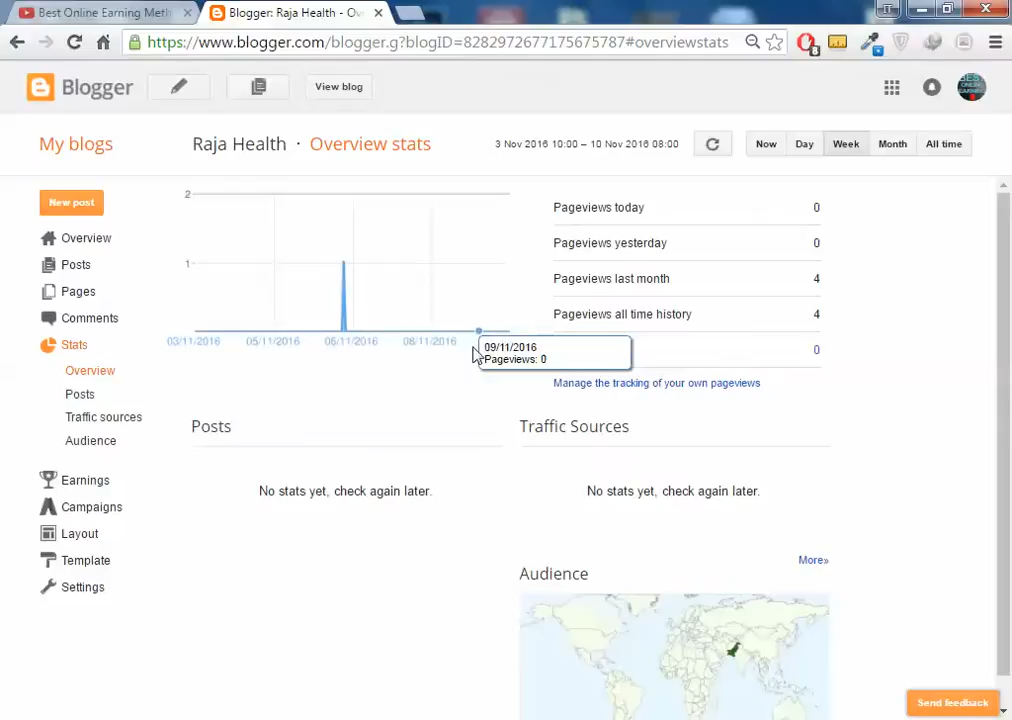 Best Online Earning Meth
Blogger: Raja Health - Ov
https://www.blogger.com/blogger.g?blogID=8282972677175675787#overviewstats
Blogger
View blog
My blogs
Raja Health · Overview stats
3 Nov 2016 10:00 – 10 Nov 2016 08:00
Now Day Week Month All time
New post
Overview
Posts
Pages
Comments
Stats
Overview
Posts
Traffic sources
Audience
Earnings
Campaigns
Layout
Template
Settings
2
1
03/11/2016 05/11/2016 06/11/2016 08/11/2016
09/11/2016
Pageviews: 0
Pageviews today 0
Pageviews yesterday 0
Pageviews last month 4
Pageviews all time history 4
0
Manage the tracking of your own pageviews
Posts
No stats yet, check again later.
Traffic Sources
No stats yet, check again later.
More»
Audience
Send feedback